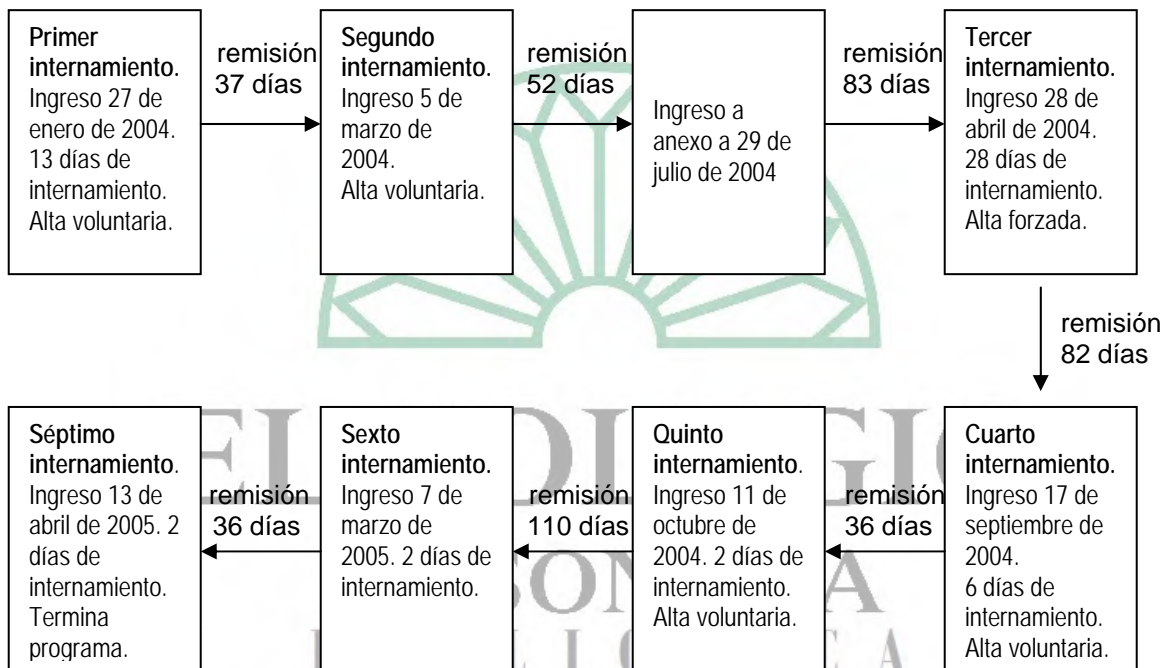 Primer
internamiento.
Ingreso 27 de
enero de 2004.
13 días de
internamiento.
Alta voluntaria.
remisión
37 días
Segundo
internamiento.
Ingreso 5 de
marzo de
2004.
Alta voluntaria.
remisión
52 días
Ingreso a
anexo a 29 de
julio de 2004
remisión
83 días
Tercer
internamiento.
Ingreso 28 de
abril de 2004.
28 días de
internamiento.
Alta forzada.
remisión
82 días
Cuarto
internamiento.
Ingreso 17 de
septiembre de
2004.
6 días de
internamiento.
Alta voluntaria.
remisión
36 días
Quinto
internamiento.
Ingreso 11 de
octubre de
2004. 2 días de
internamiento.
Alta voluntaria.
remisión
110 días
Sexto
internamiento.
Ingreso 7 de
marzo de
2005. 2 días de
internamiento.
remisión
36 días
Séptimo
internamiento.
Ingreso 13 de
abril de 2005. 2
días de
internamiento.
Termina
programa.
EL